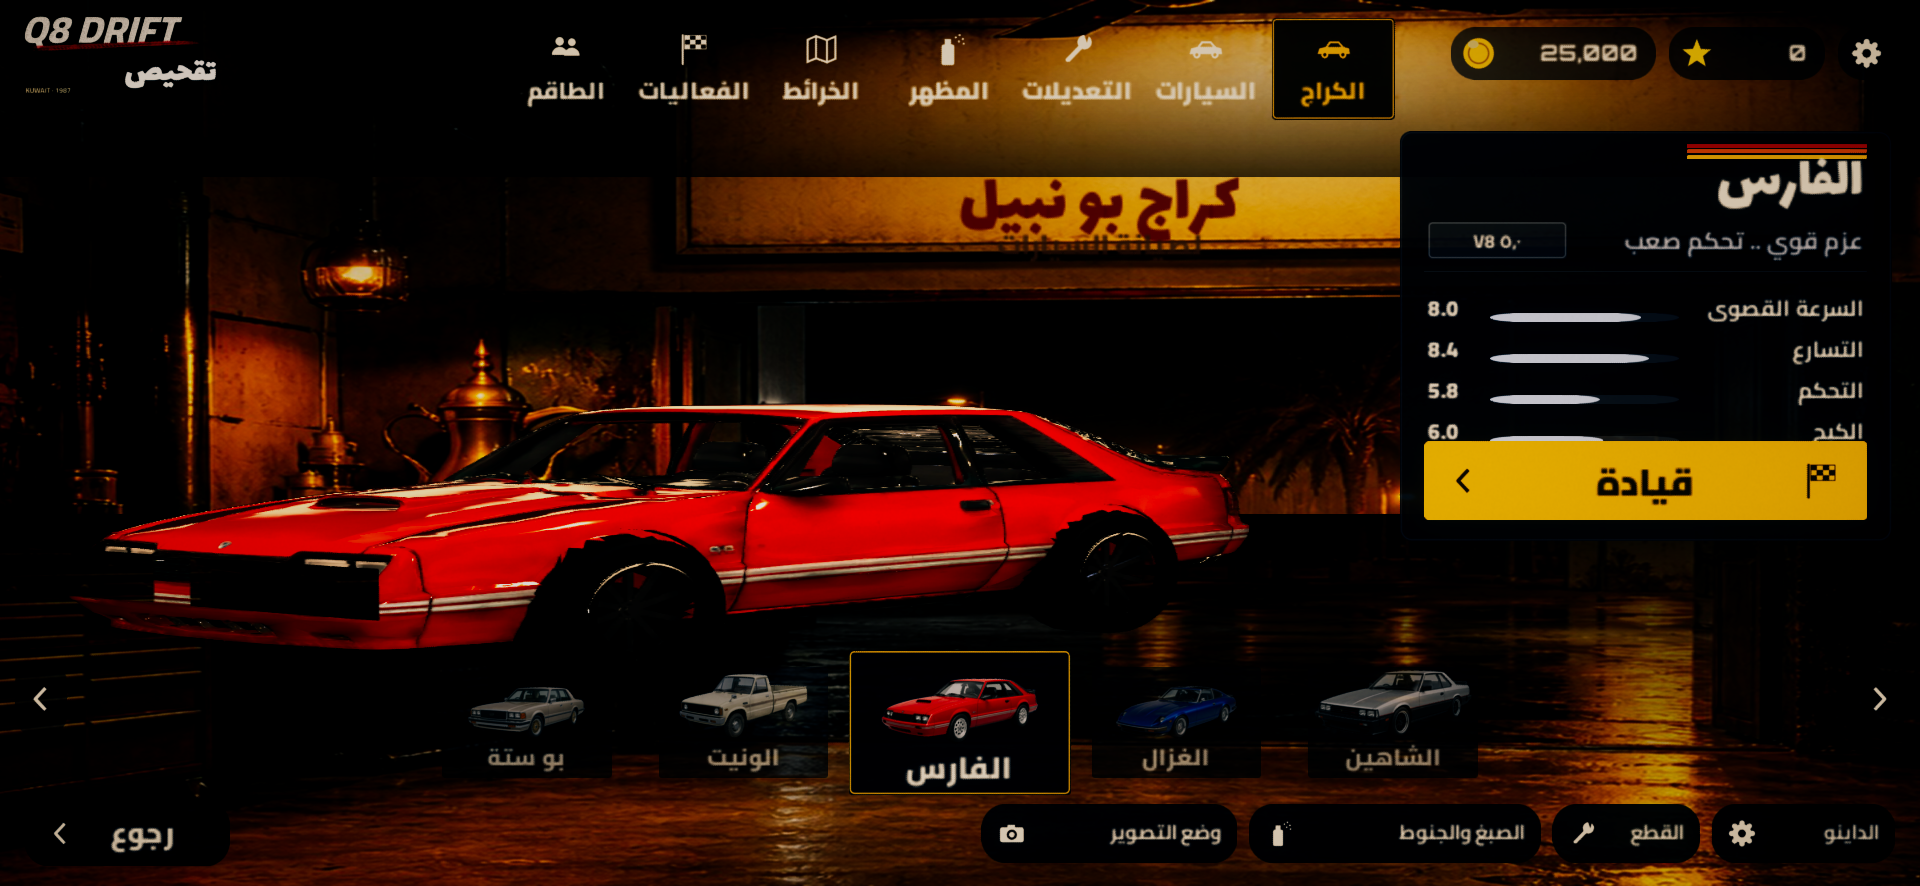 Q8 DRIFT
تقحيص
KUWAIT · 1987
الكراج
السيارات
التعديلات
المظهر
الخرائط
الفعاليات
الطاقم
25,000
0
كراج بو نبيل
الفارس
عزم قوي .. تحكم صعب
V8 ٥,٠
السرعة القصوى 8.0
التسارع 8.4
التحكم 5.8
الكبح 6.0
قيادة
الشاهين
الغزال
الفارس
الونيت
بو ستة
الداينو
القطع
الصبغ والجنوط
وضع التصوير
رجوع